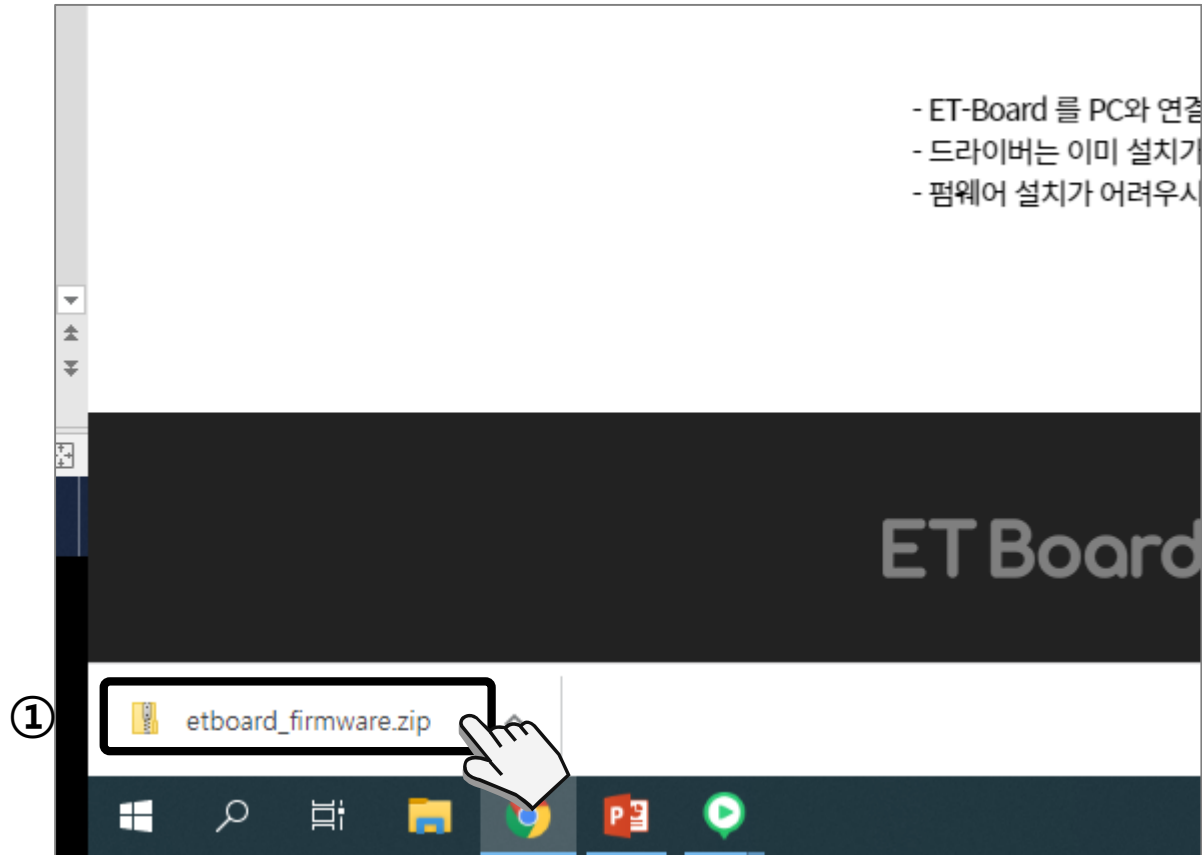 - ET-Board 를 PC와 연결
- 드라이버는 이미 설치가
- 펌웨어 설치가 어려우시
ET Board
①
etboard_firmware.zip